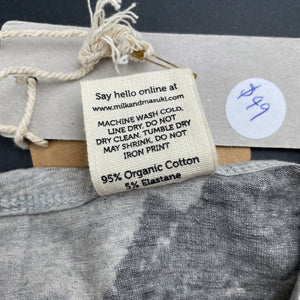 Say hello online at
www.milkandmasuki.com
MACHINE WASH COLD,
LINE DRY, DO NOT
DRY CLEAN, TUMBLE DRY
MAY SHRINK, DO NOT
IRON PRINT
95% Organic Cotton
5% Elastane
$49